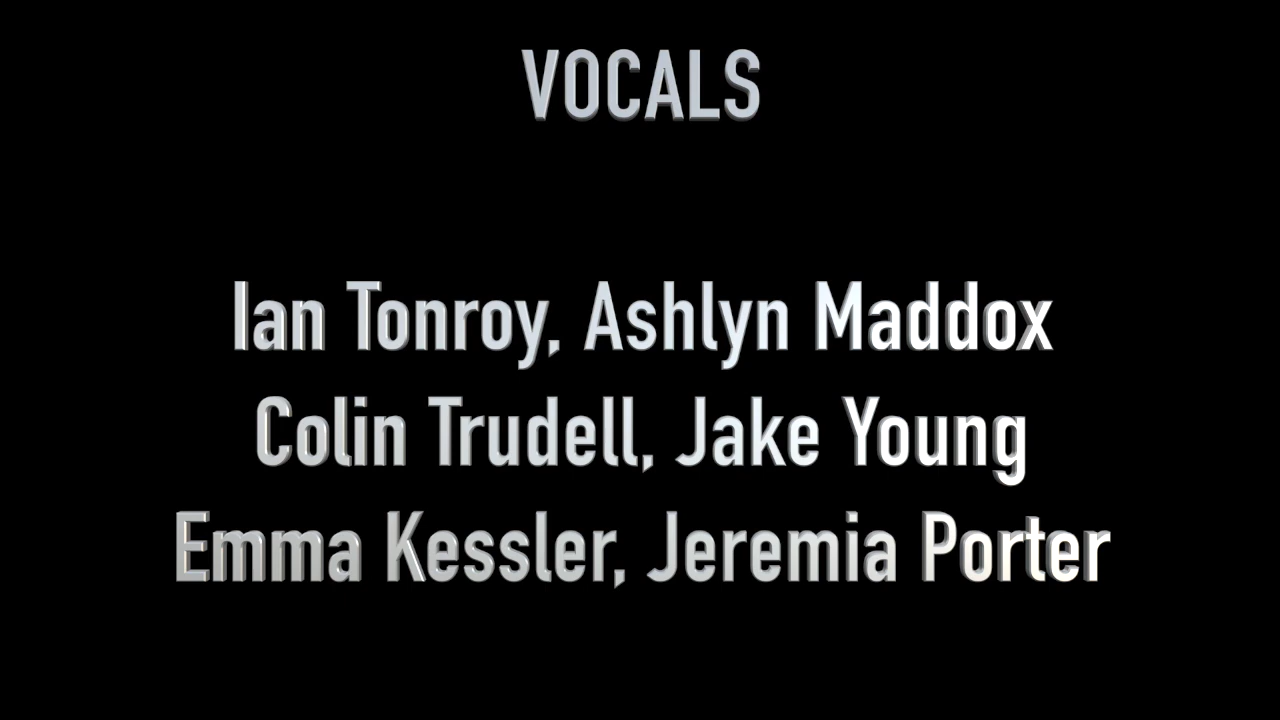 VOCALS
Ian Tonroy, Ashlyn Maddox
Colin Trudell, Jake Young
Emma Kessler, Jeremia Porter